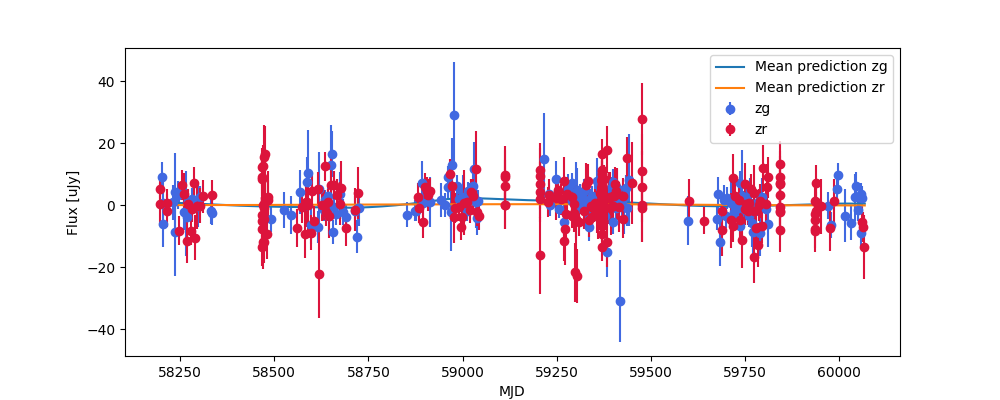 Flux [uJy]
40
20
0
−20
−40
58250
58500
58750
59000
59250
59500
59750
60000
MJD
Mean prediction zg
Mean prediction zr
zg
zr